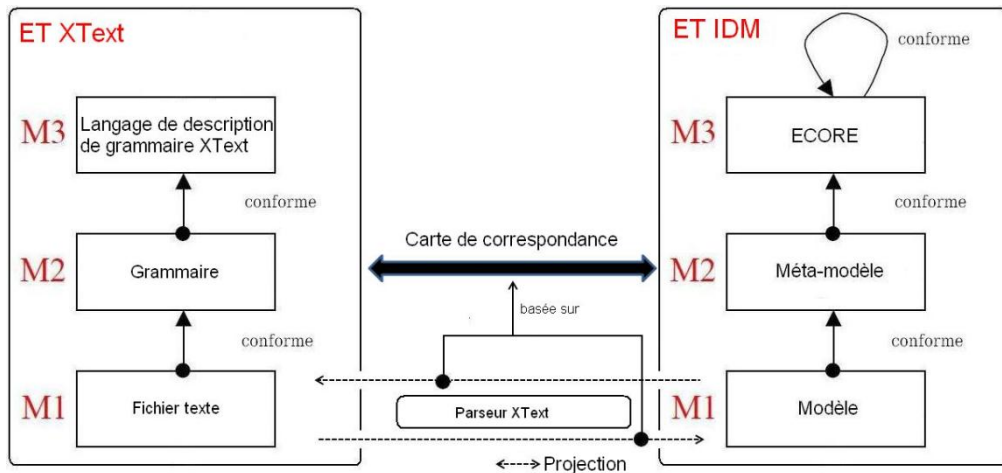 ET XText
M3
Langage de description
de grammaire XText
conforme
M2
Grammaire
conforme
M1
Fichier texte
Carte de correspondance
basée sur
Parseur XText
Projection
ET IDM
conforme
M3
ECORE
conforme
M2
Méta-modèle
conforme
M1
Modèle